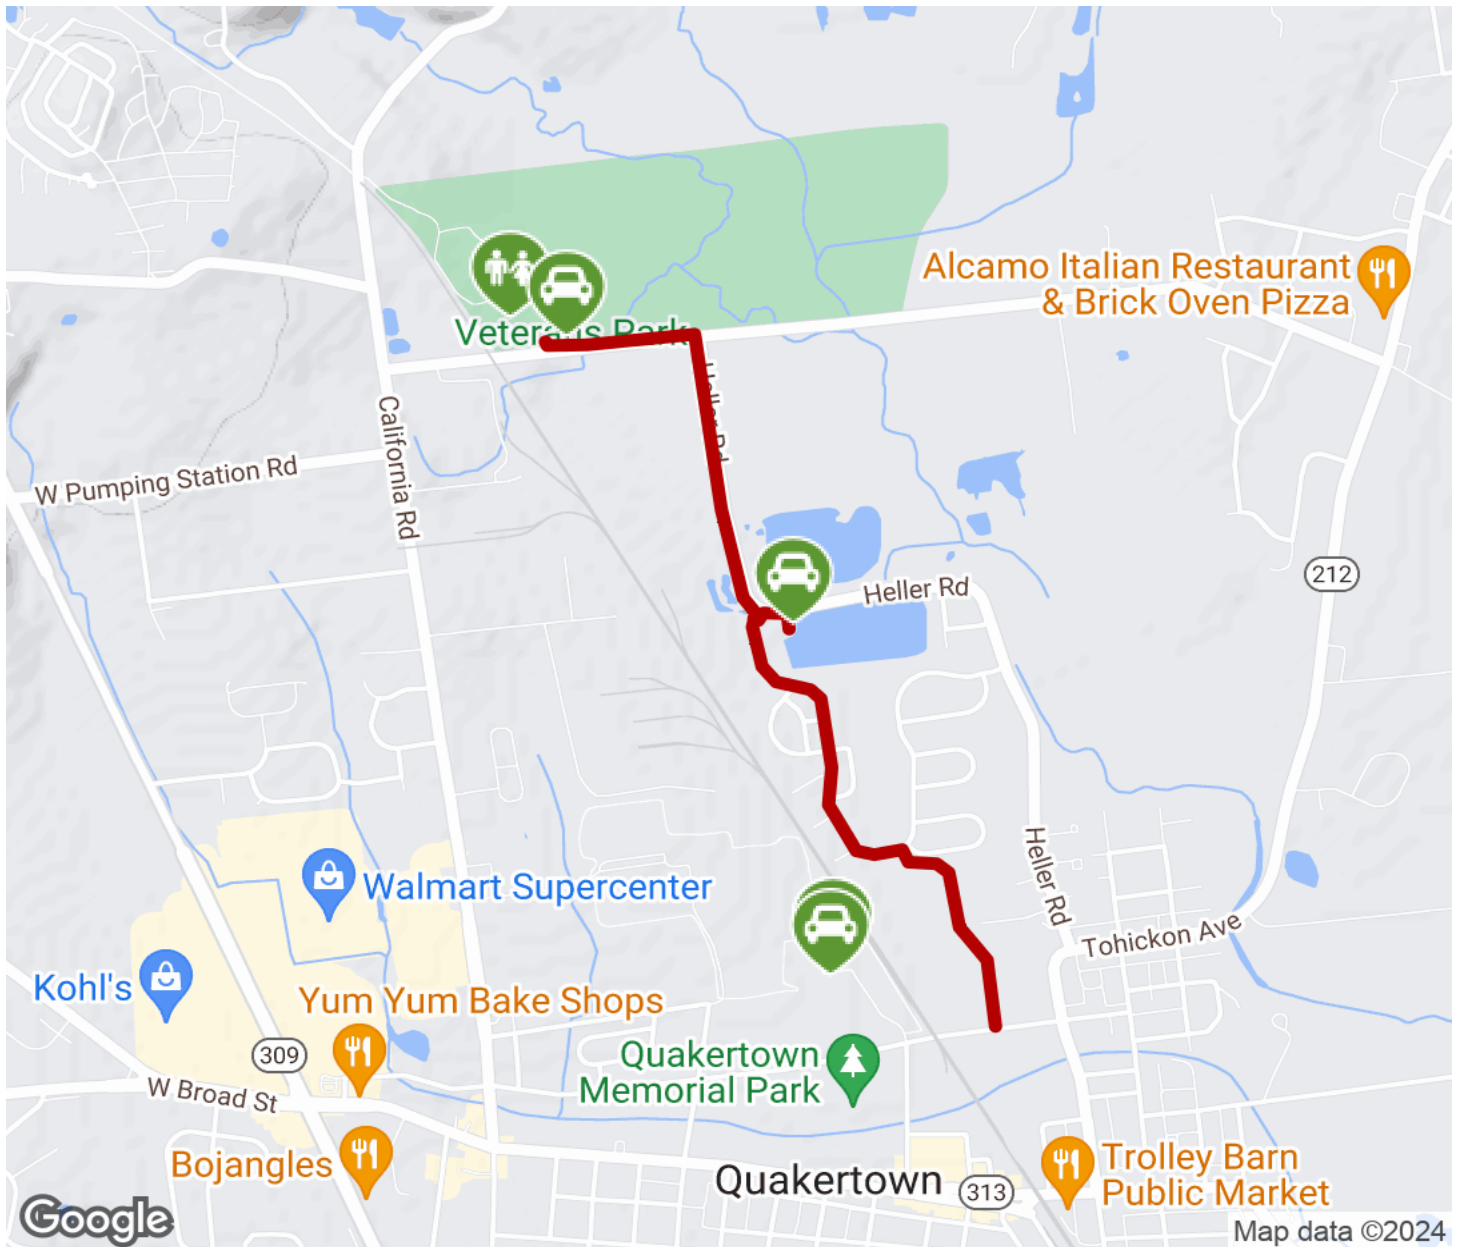 Alcamo Italian Restaurant
& Brick Oven Pizza
Veterans Park
Heller Rd
California Rd
W Pumping Station Rd
212
Heller Rd
Heller Rd
Walmart Supercenter
Tohickon Ave
Kohl's
Yum Yum Bake Shops
309
Quakertown
Memorial Park
W Broad St
Bojangles
Quakertown
313
Trolley Barn
Public Market
Google
Map data ©2024